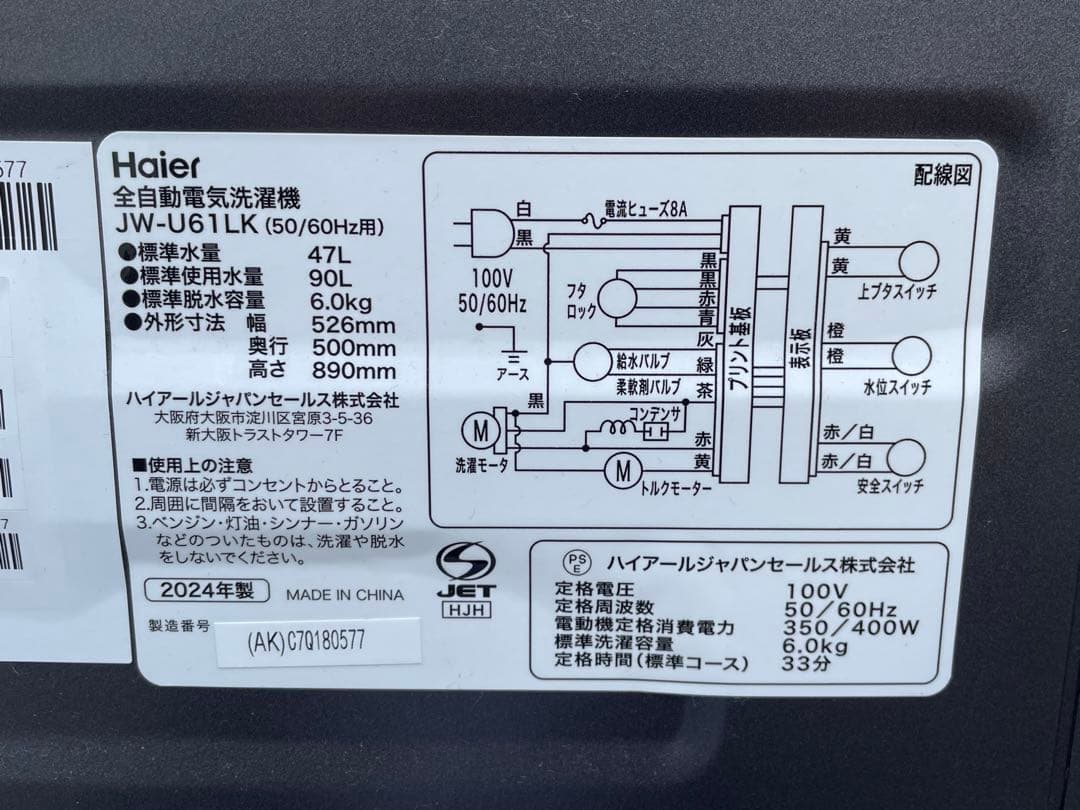 577
7
Haier
全自動電気洗濯機
JW-U61LK (50/60Hz用)
●標準水量 47L
●標準使用水量 90L
●標準脱水容量 6.0kg
●外形寸法 幅 526mm
奥行 500mm
高さ 890mm
ハイアールジャパンセールス株式会社
大阪府大阪市淀川区宮原3-5-36
新大阪トラストタワー7F
■使用上の注意
1.電源は必ずコンセントからとること。
2.周囲に間隔をおいて設置すること。
3.ベンジン・灯油・シンナー・ガソリン
などのついたものは、洗濯や脱水
をしないでください。
2024年製 MADE IN CHINA
製造番号 (AK)C7Q180577
JET
HJH
配線図
白 電流ヒューズ8A
黒
100V
50/60Hz
アース
フタ
ロック
黒
黒
赤
青
灰
給水バルブ 緑
柔軟剤バルブ 茶
黒
コンデンサ
M
洗濯モータ
赤
黄
M
トルクモーター
プリント基板
表示板
黄
黄
上ブタスイッチ
橙
橙
水位スイッチ
赤/白
赤/白
安全スイッチ
PS
E ハイアールジャパンセールス株式会社
定格電圧 100V
定格周波数 50/60Hz
電動機定格消費電力 350/400W
標準洗濯容量 6.0kg
定格時間(標準コース) 33分